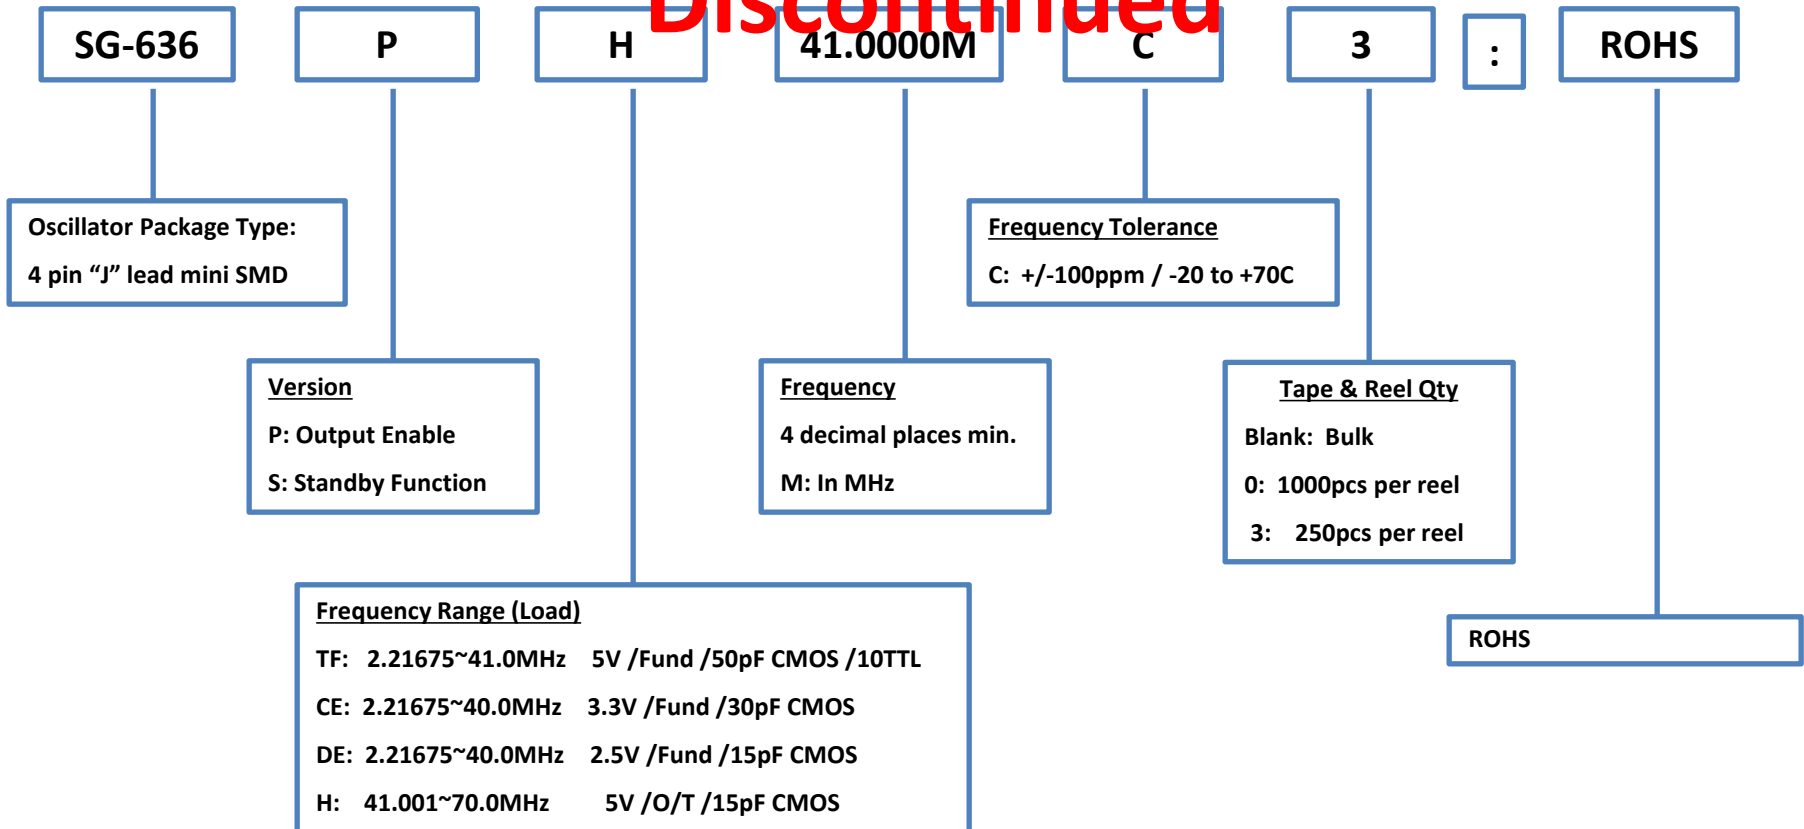 Discontinued
SG-636 P H 41.0000M C 3 : ROHS
Oscillator Package Type:
4 pin “J” lead mini SMD
Frequency Tolerance
C: +/-100ppm / -20 to +70C
Version
P: Output Enable
S: Standby Function
Frequency
4 decimal places min.
M: In MHz
Tape & Reel Qty
Blank: Bulk
0: 1000pcs per reel
3: 250pcs per reel
Frequency Range (Load)
TF: 2.21675~41.0MHz 5V /Fund /50pF CMOS /10TTL
CE: 2.21675~40.0MHz 3.3V /Fund /30pF CMOS
DE: 2.21675~40.0MHz 2.5V /Fund /15pF CMOS
H: 41.001~70.0MHz 5V /O/T /15pF CMOS
ROHS